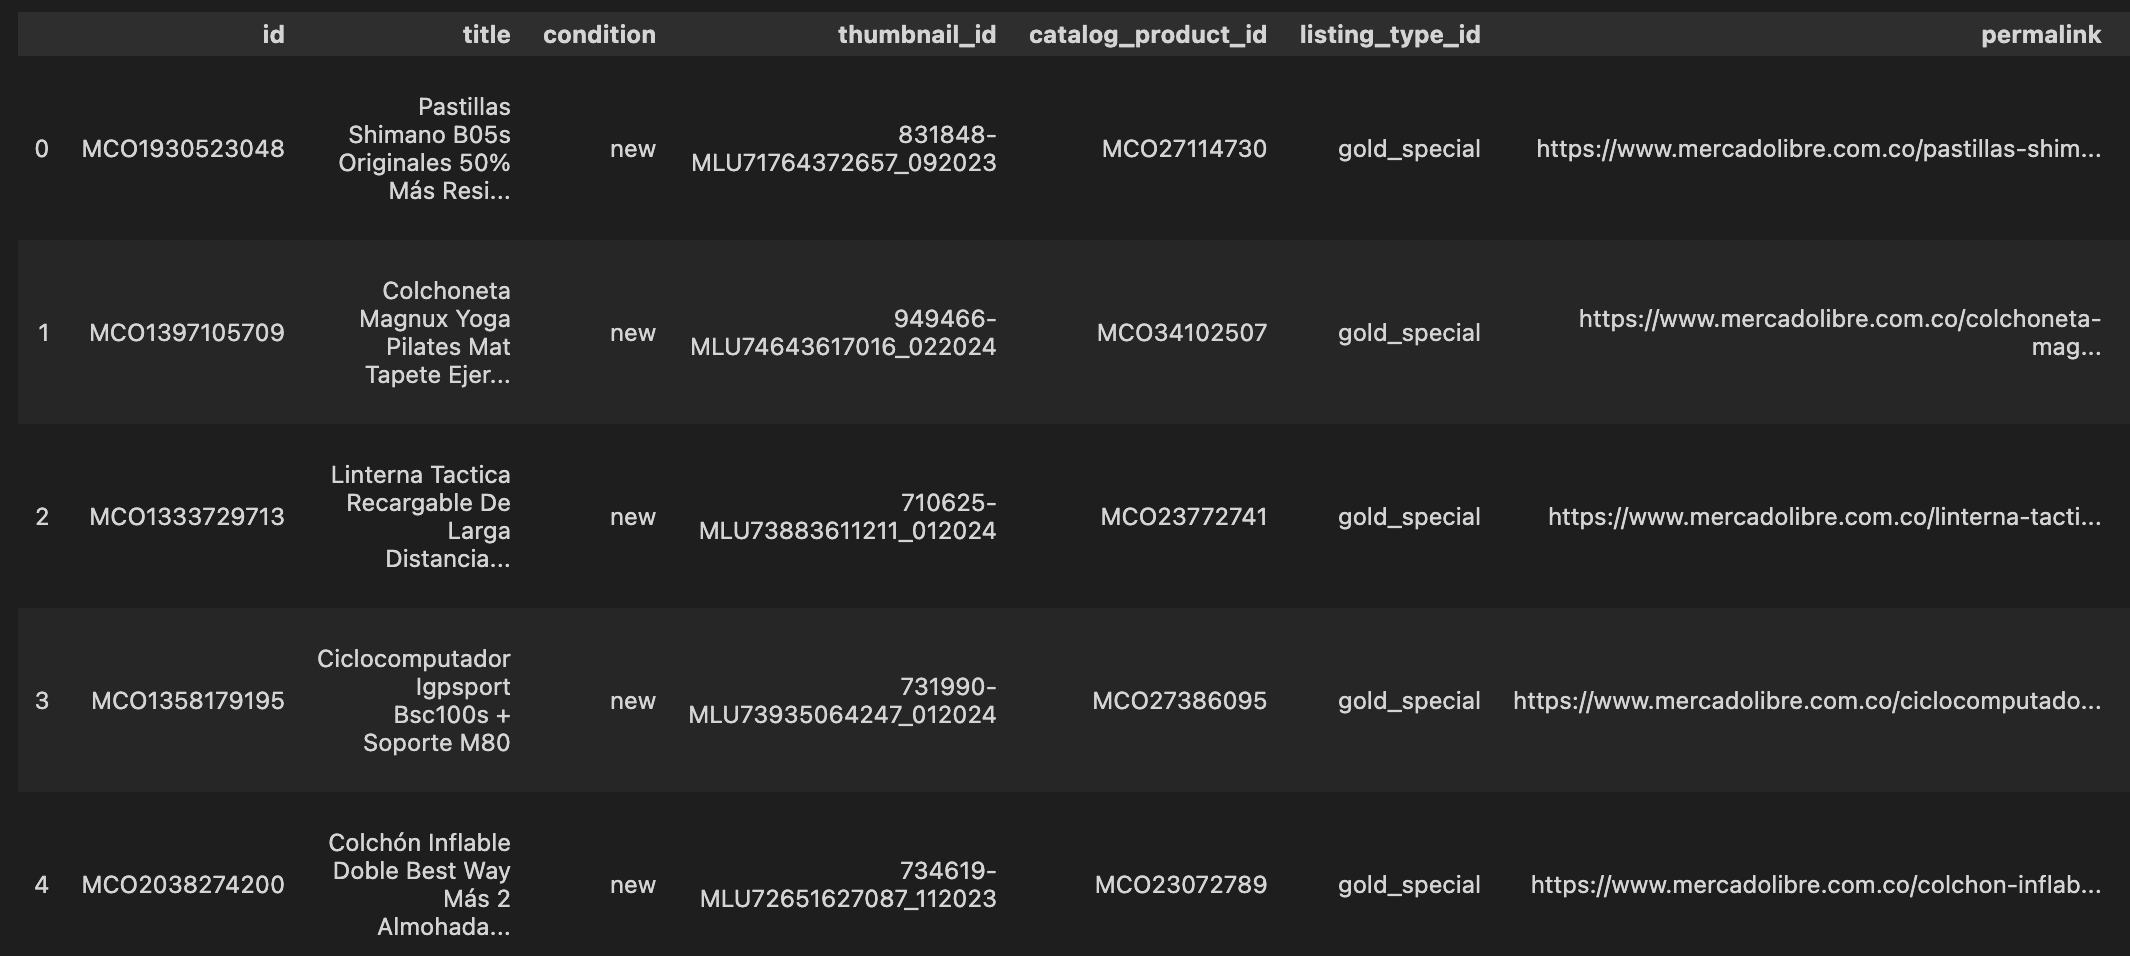 id title condition thumbnail_id catalog_product_id listing_type_id permalink
0 MCO1930523048 Pastillas Shimano B05s Originales 50% Más Resi... new 831848-MLU71764372657_092023 MCO27114730 gold_special https://www.mercadolibre.com.co/pastillas-shim...
1 MCO1397105709 Colchoneta Magnux Yoga Pilates Mat Tapete Ejer... new 949466-MLU74643617016_022024 MCO34102507 gold_special https://www.mercadolibre.com.co/colchoneta-mag...
2 MCO1333729713 Linterna Tactica Recargable De Larga Distancia... new 710625-MLU73883611211_012024 MCO23772741 gold_special https://www.mercadolibre.com.co/linterna-tacti...
3 MCO1358179195 Ciclocomputador Igpsport Bsc100s + Soporte M80 new 731990-MLU73935064247_012024 MCO27386095 gold_special https://www.mercadolibre.com.co/ciclocomputado...
4 MCO2038274200 Colchón Inflable Doble Best Way Más 2 Almohada... new 734619-MLU72651627087_112023 MCO23072789 gold_special https://www.mercadolibre.com.co/colchon-inflab...